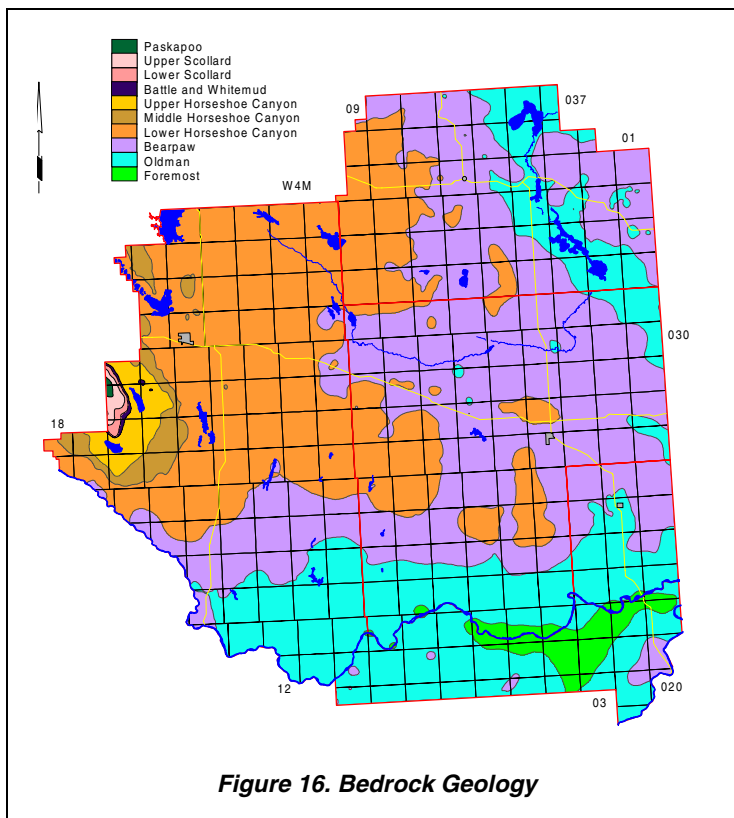 Paskapoo
Upper Scollard
Lower Scollard
Battle and Whitemud
Upper Horseshoe Canyon
Middle Horseshoe Canyon
Lower Horseshoe Canyon
Bearpaw
Oldman
Foremost
09
037
01
W4M
030
18
12
03
020
Figure 16. Bedrock Geology